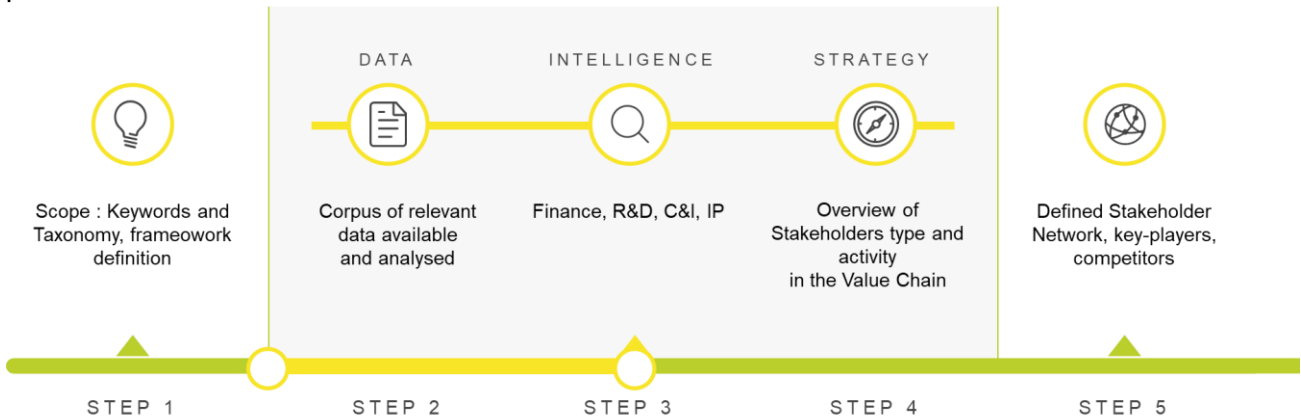 DATA
INTELLIGENCE
STRATEGY
Scope : Keywords and
Taxonomy, frameowork
definition
Corpus of relevant
data available
and analysed
Finance, R&D, C&I, IP
Overview of
Stakeholders type and
activity
in the Value Chain
Defined Stakeholder
Network, key-players,
competitors
STEP 1
STEP 2
STEP 3
STEP 4
STEP 5